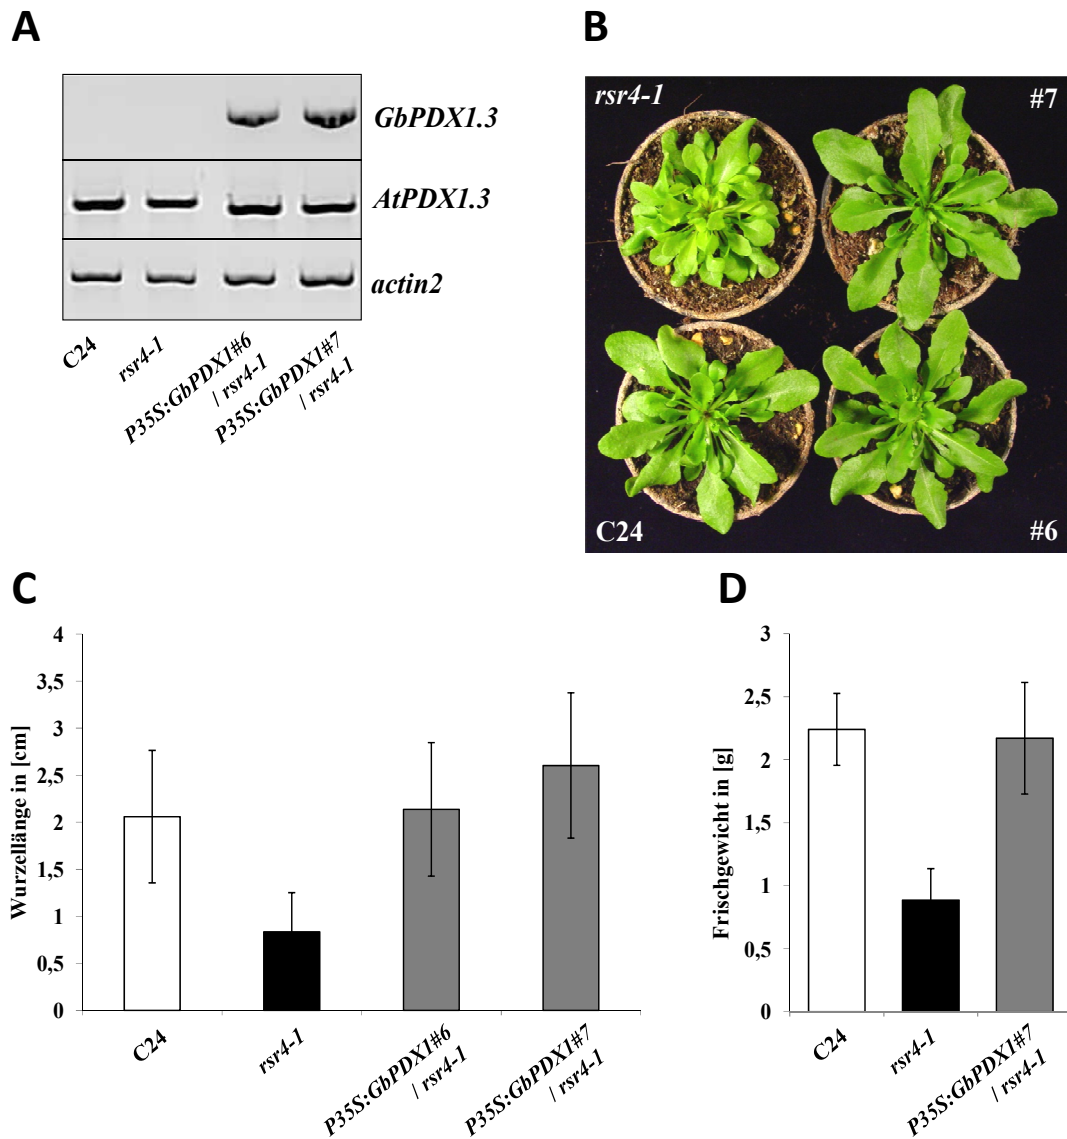 A
GbPDX1.3
AtPDX1.3
actin2
C24
rsr4-1
P35S:GbPDX1#6
/ rsr4-1
P35S:GbPDX1#7
/ rsr4-1
B
rsr4-1
#7
C24
#6
C
Wurzellänge in [cm]
4
3,5
3
2,5
2
1,5
1
0,5
0
C24
rsr4-1
P35S:GbPDX1#6
/ rsr4-1
P35S:GbPDX1#7
/ rsr4-1
D
Frischgewicht in [g]
3
2,5
2
1,5
1
0,5
0
C24
rsr4-1
P35S:GbPDX1#7
/ rsr4-1